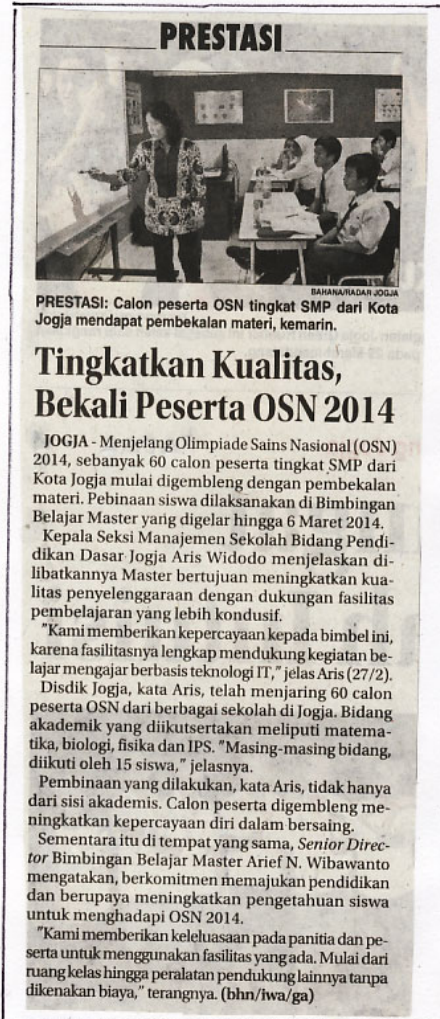 PRESTASI
BAHANA/RADAR JOGJA
PRESTASI: Calon peserta OSN tingkat SMP dari Kota
Jogja mendapat pembekalan materi, kemarin.
Tingkatkan Kualitas,
Bekali Peserta OSN 2014
JOGJA - Menjelang Olimpiade Sains Nasional (OSN)
2014, sebanyak 60 calon peserta tingkat SMP dari
Kota Jogja mulai digembleng dengan pembekalan
materi. Pebinaan siswa dilaksanakan di Bimbingan
Belajar Master yang digelar hingga 6 Maret 2014.
Kepala Seksi Manajemen Sekolah Bidang Pendi-
dikan Dasar Jogja Aris Widodo menjelaskan di-
libatkannya Master bertujuan meningkatkan kua-
litas penyelenggaraan dengan dukungan fasilitas
pembelajaran yang lebih kondusif.
"Kami memberikan kepercayaan kepada bimbel ini,
karena fasilitasnya lengkap mendukung kegiatan be-
lajar mengajar berbasis teknologi IT," jelas Aris (27/2).
Disdik Jogja, kata Aris, telah menjaring 60 calon
peserta OSN dari berbagai sekolah di Jogja. Bidang
akademik yang diikutsertakan meliputi matema-
tika, biologi, fisika dan IPS. "Masing-masing bidang,
diikuti oleh 15 siswa," jelasnya.
Pembinaan yang dilakukan, kata Aris, tidak hanya
dari sisi akademis. Calon peserta digembleng me-
ningkatkan kepercayaan diri dalam bersaing.
Sementara itu di tempat yang sama, Senior Direc-
tor Bimbingan Belajar Master Arief N. Wibawanto
mengatakan, berkomitmen memajukan pendidikan
dan berupaya meningkatkan pengetahuan siswa
untuk menghadapi OSN 2014.
"Kami memberikan keleluasaan pada panitia dan pe-
serta untuk menggunakan fasilitas yang ada. Mulai dari
ruang kelas hingga peralatan pendukung lainnya tanpa
dikenakan biaya," terangnya. (bhn/iwa/ga)